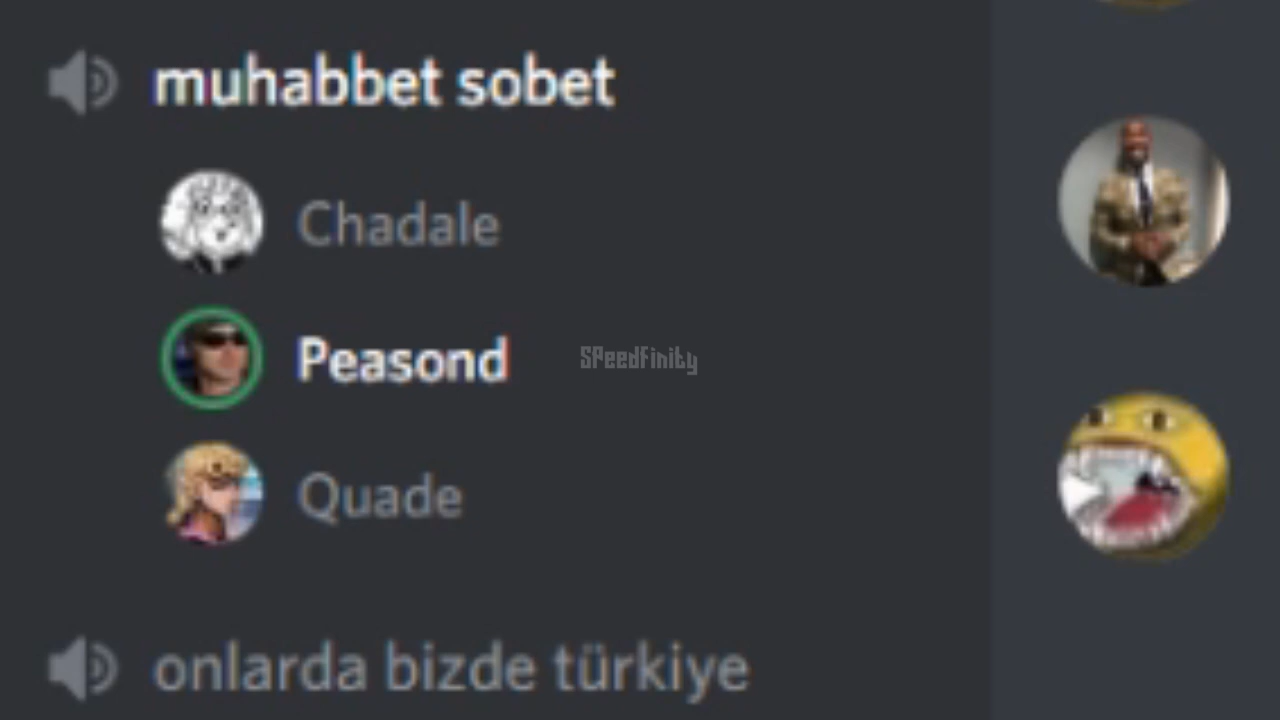 muhabbet sobet
Chadale
Peasond
SPeedFinity
Quade
onlarda bizde türkiye